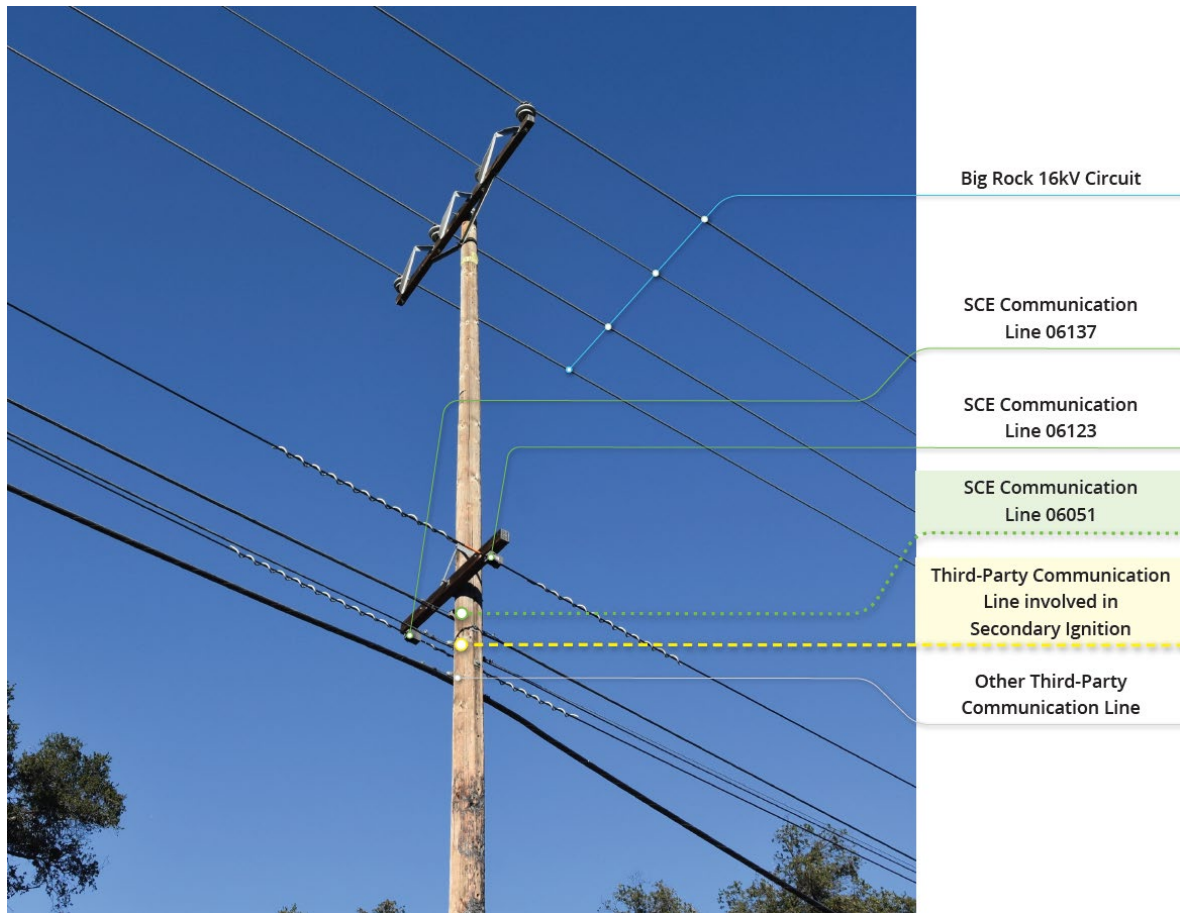 Big Rock 16kV Circuit
SCE Communication
Line 06137
SCE Communication
Line 06123
SCE Communication
Line 06051
Third-Party Communication
Line involved in
Secondary Ignition
Other Third-Party
Communication Line